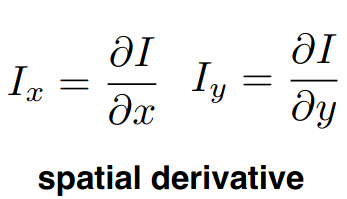 I_x = ∂I/∂x   I_y = ∂I/∂y
spatial derivative